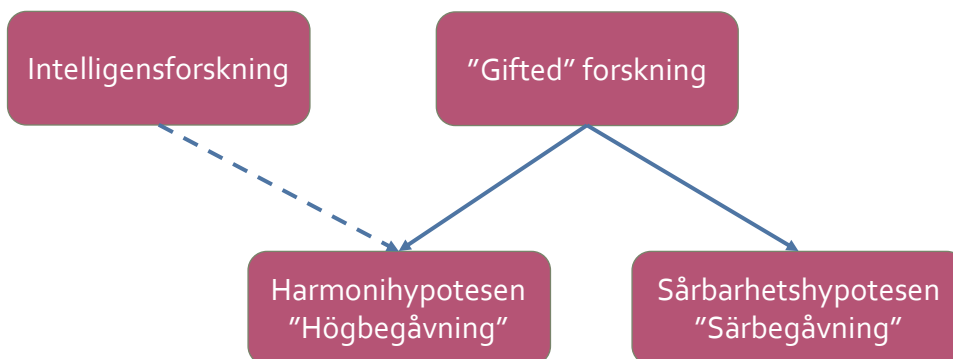 Intelligensforskning
”Gifted” forskning
Harmonihypotesen
”Högbegåvning”
Sårbarhetshypotesen
”Särbegåvning”